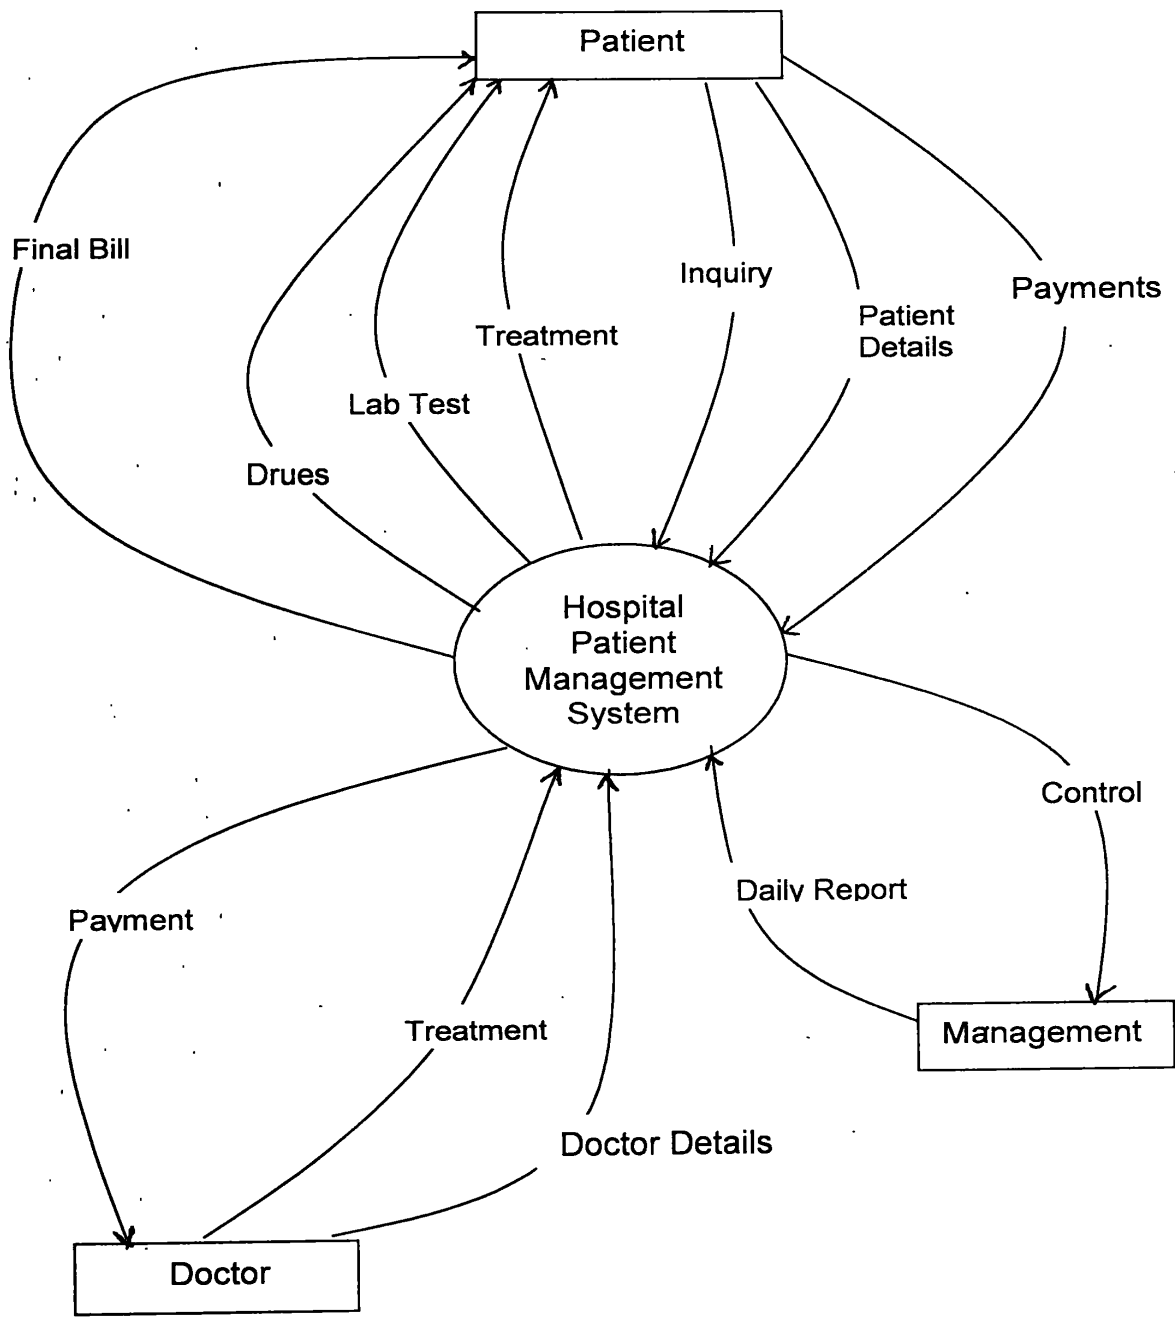 Patient
Final Bill
Inquiry
Payments
Treatment
Patient
Details
Lab Test
Drues
Hospital
Patient
Management
System
Control
Daily Report
Payment
Treatment
Management
Doctor Details
Doctor